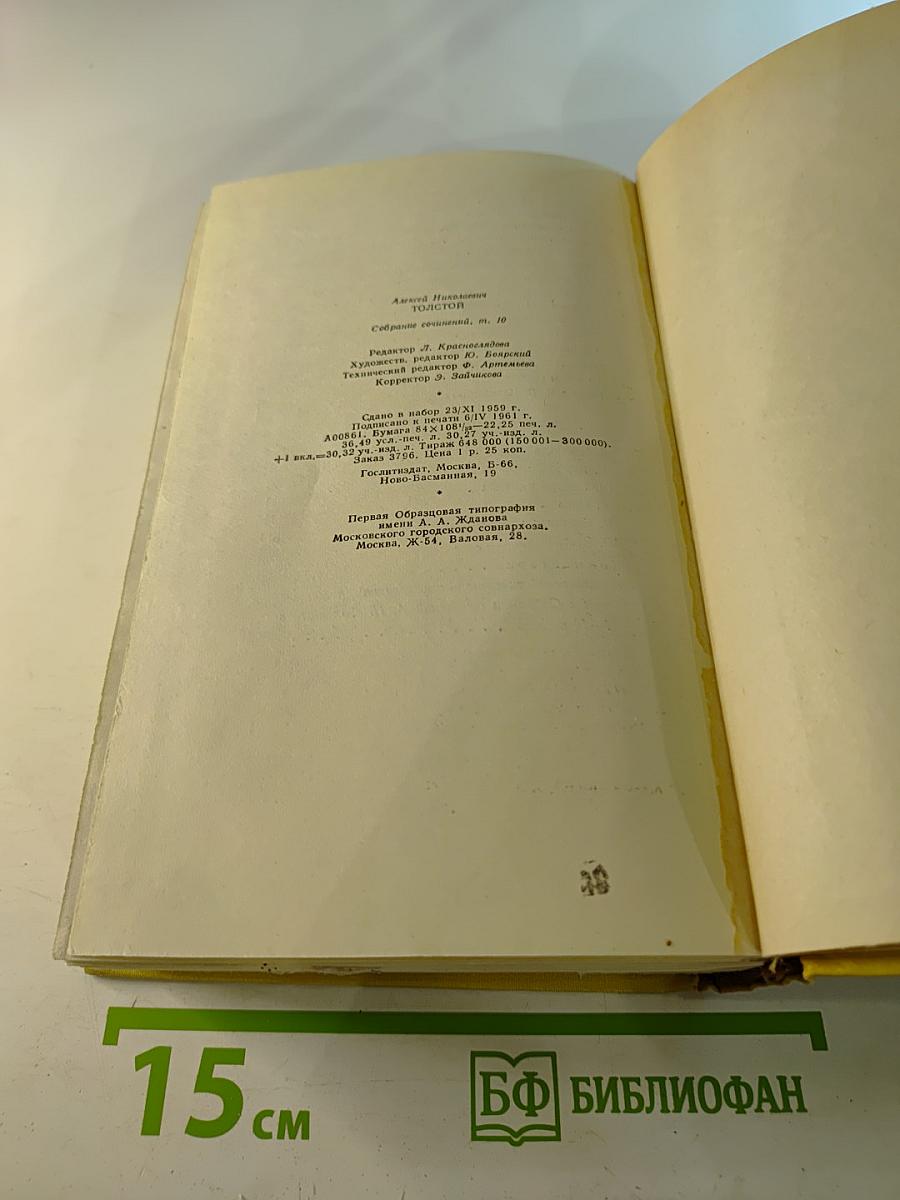 Алексей Николаевич
ТОЛСТОЙ
Собрание сочинений, т. 10
Редактор Л. Красноглядова
Художеств. редактор Ю. Боярский
Технический редактор Ф. Артемьева
Корректор Э. Зайчикова
Сдано в набор 23/XI 1959 г.
Подписано к печати 6/IV 1961 г.
А00861. Бумага 84×108¹/₃₂—22,25 печ. л.
36,49 усл.-печ. л. 30,27 уч.-изд. л.
+1 вкл.=30,32 уч.-изд. л. Тираж 648 000 (150 001—300 000).
Заказ 3796. Цена 1 р. 25 коп.
Гослитиздат, Москва, Б-66,
Ново-Басманная, 19
Первая Образцовая типография
имени А. А. Жданова
Московского городского совнархоза.
Москва, Ж-54, Валовая, 28.
15 см
БФ БИБЛИОФАН